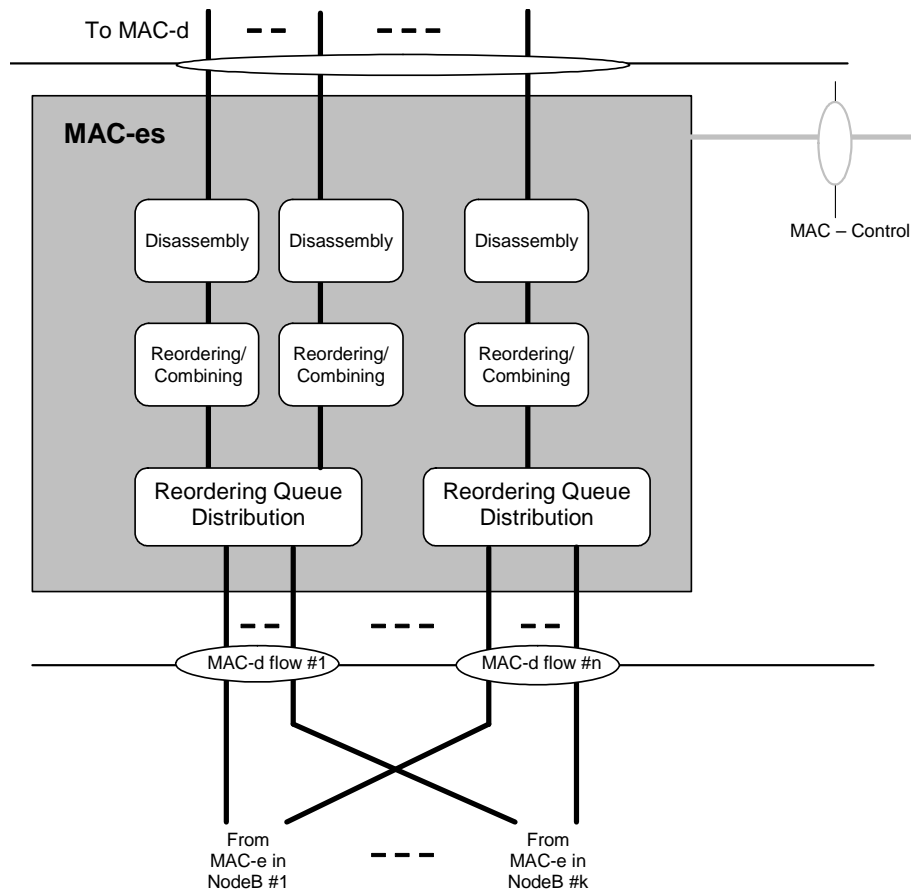 To MAC-d
MAC-es
MAC – Control
Disassembly
Disassembly
Disassembly
Reordering/
Combining
Reordering/
Combining
Reordering/
Combining
Reordering Queue
Distribution
Reordering Queue
Distribution
MAC-d flow #1
MAC-d flow #n
From
MAC-e in
NodeB #1
From
MAC-e in
NodeB #k